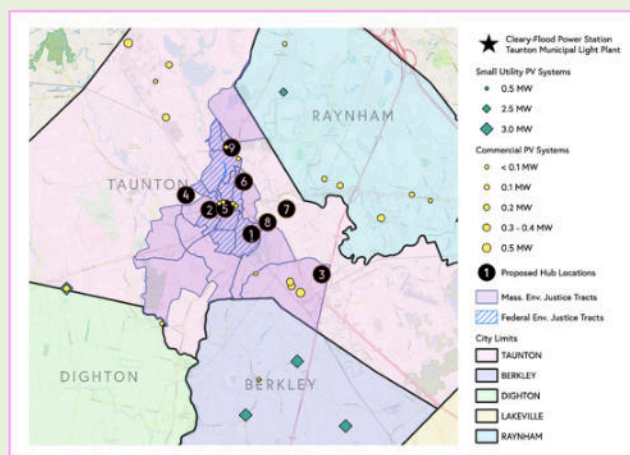 RAYNHAM
TAUNTON
9
6
4
2
5
7
8
1
3
DIGHTON
BERKLEY
Cleary-Flood Power Station
Taunton Municipal Light Plant
Small Utility PV Systems
0.5 MW
2.5 MW
3.0 MW
Commercial PV Systems
< 0.1 MW
0.1 MW
0.2 MW
0.3 - 0.4 MW
0.5 MW
1 Proposed Hub Locations
Mass. Env. Justice Tracts
Federal Env. Justice Tracts
City Limits
TAUNTON
BERKLEY
DIGHTON
LAKEVILLE
RAYNHAM